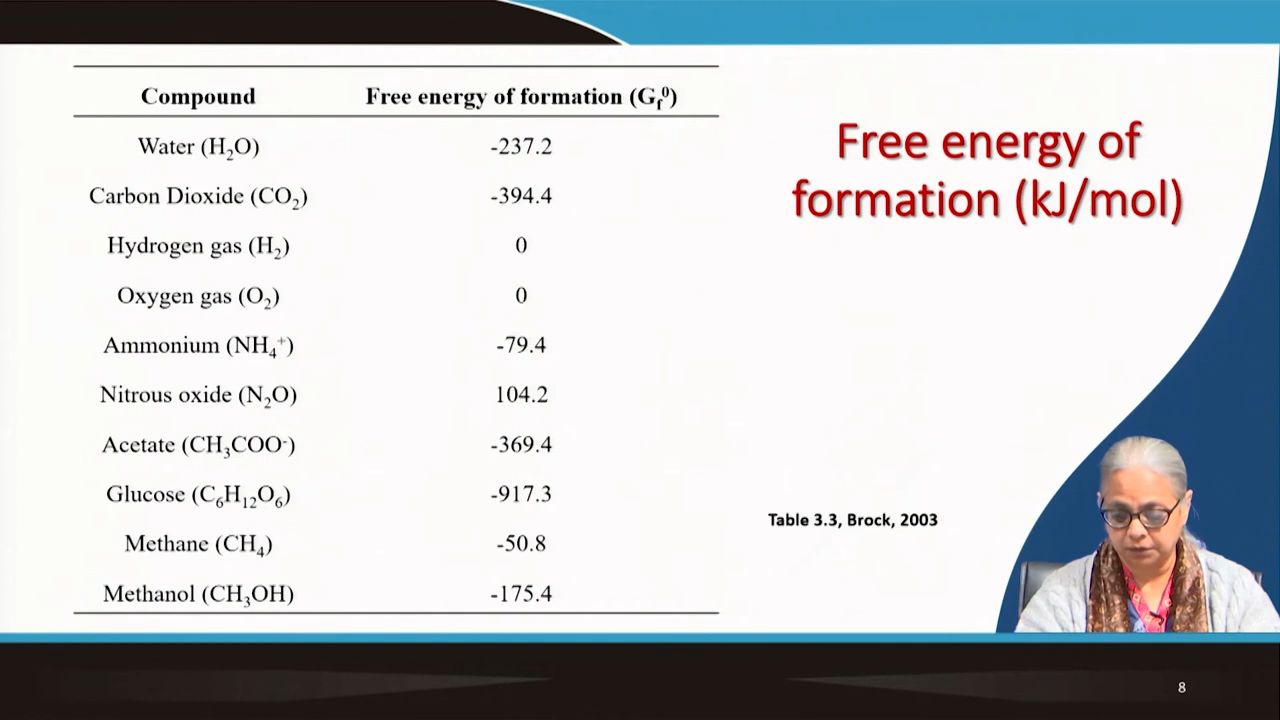 Compound Free energy of formation (G_f^0)
Water (H₂O) -237.2
Carbon Dioxide (CO₂) -394.4
Hydrogen gas (H₂) 0
Oxygen gas (O₂) 0
Ammonium (NH₄⁺) -79.4
Nitrous oxide (N₂O) 104.2
Acetate (CH₃COO⁻) -369.4
Glucose (C₆H₁₂O₆) -917.3
Methane (CH₄) -50.8
Methanol (CH₃OH) -175.4
Free energy of
formation (kJ/mol)
Table 3.3, Brock, 2003
8